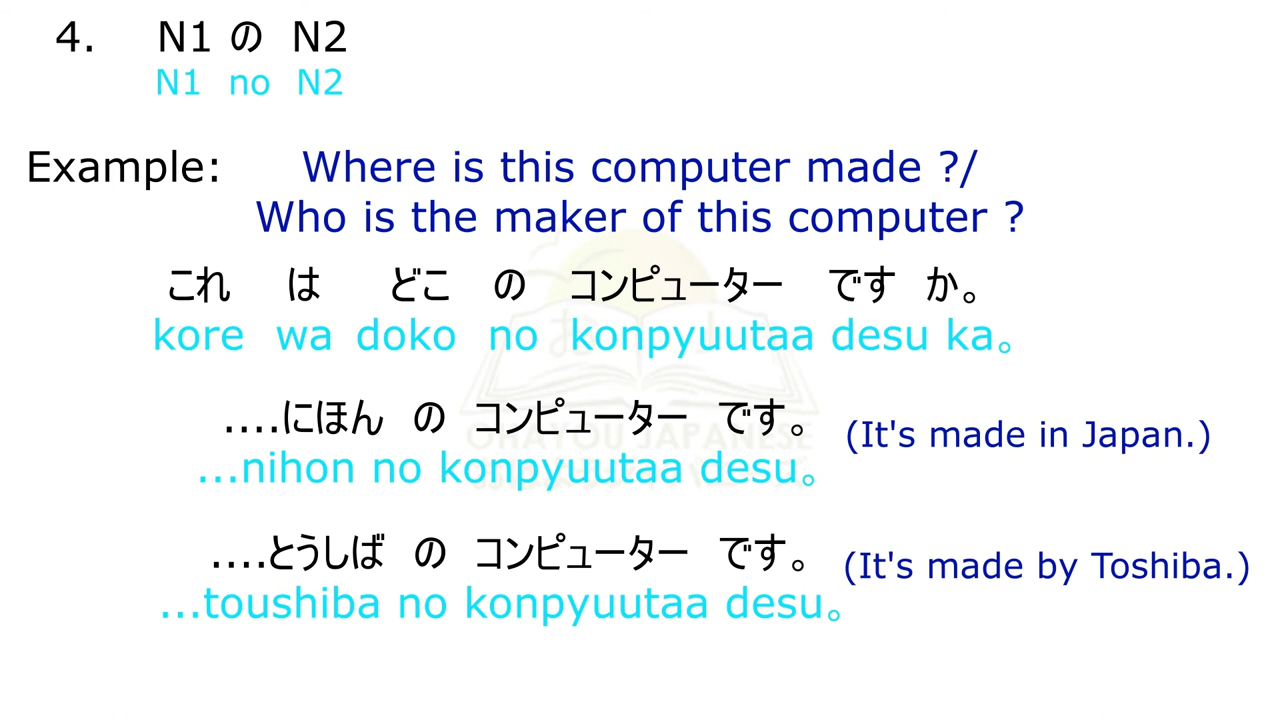 4. N1 の N2
N1 no N2
Example: Where is this computer made ?/
Who is the maker of this computer ?
これ は どこ の コンピューター です か。
kore wa doko no konpyuutaa desu ka。
....にほん の コンピューター です。 (It's made in Japan.)
...nihon no konpyuutaa desu。
....とうしば の コンピューター です。 (It's made by Toshiba.)
...toushiba no konpyuutaa desu。
OHAYOU JAPANESE